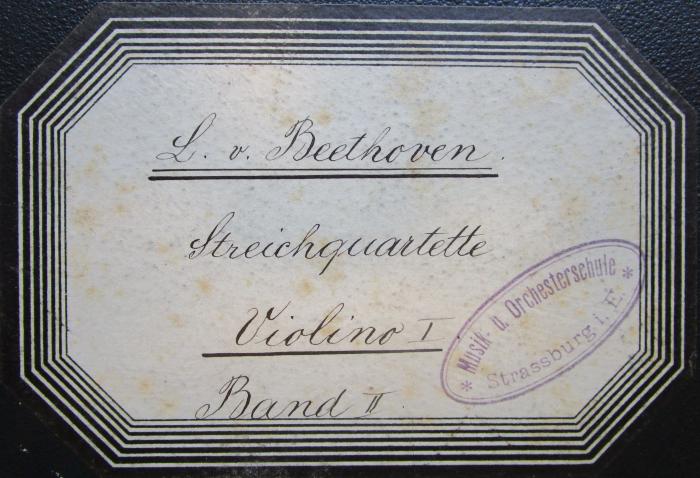 L. v. Beethoven.
Streichquartette
Violino I
Band II
* Musik- u. Orchesterschule *
Strassburg i. E.